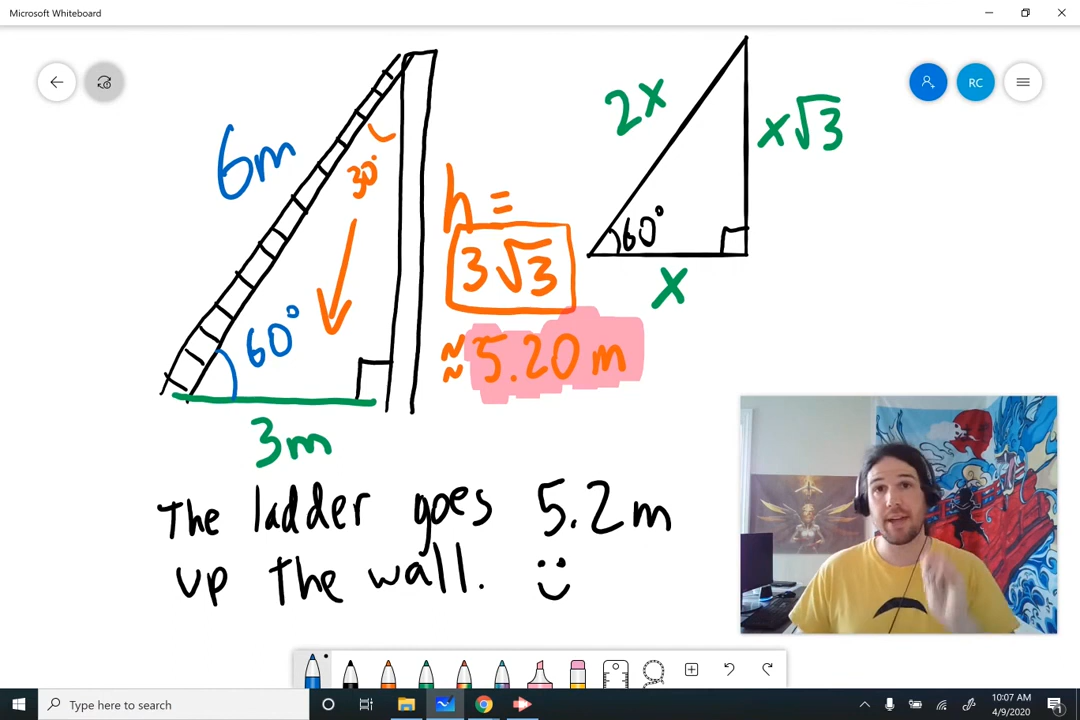 Microsoft Whiteboard
RC
6m
30°
60°
3m
h =
3√3
≈ 5.20 m
2x
x√3
60°
x
The ladder goes 5.2m
up the wall.
Type here to search
10:07 AM
4/9/2020
1